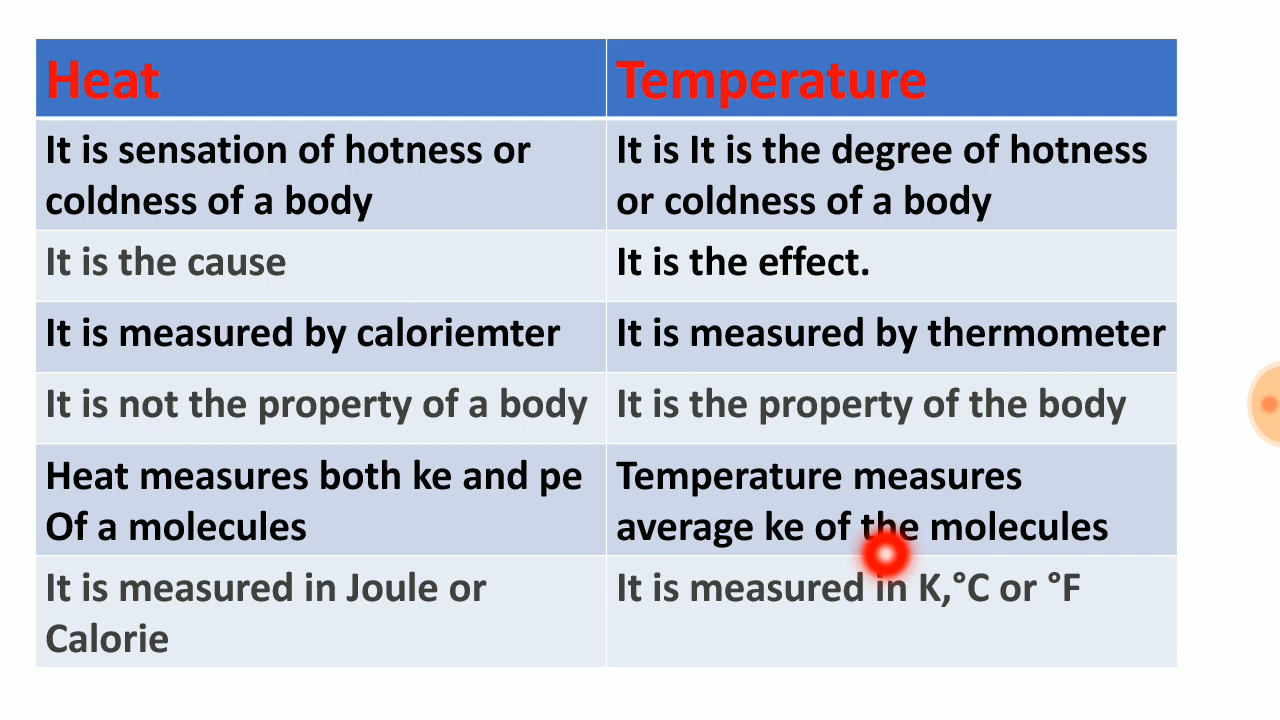 Heat
Temperature
It is sensation of hotness or
coldness of a body
It is It is the degree of hotness
or coldness of a body
It is the cause
It is the effect.
It is measured by caloriemter
It is measured by thermometer
It is not the property of a body
It is the property of the body
Heat measures both ke and pe
Of a molecules
Temperature measures
average ke of the molecules
It is measured in Joule or
Calorie
It is measured in K,°C or °F